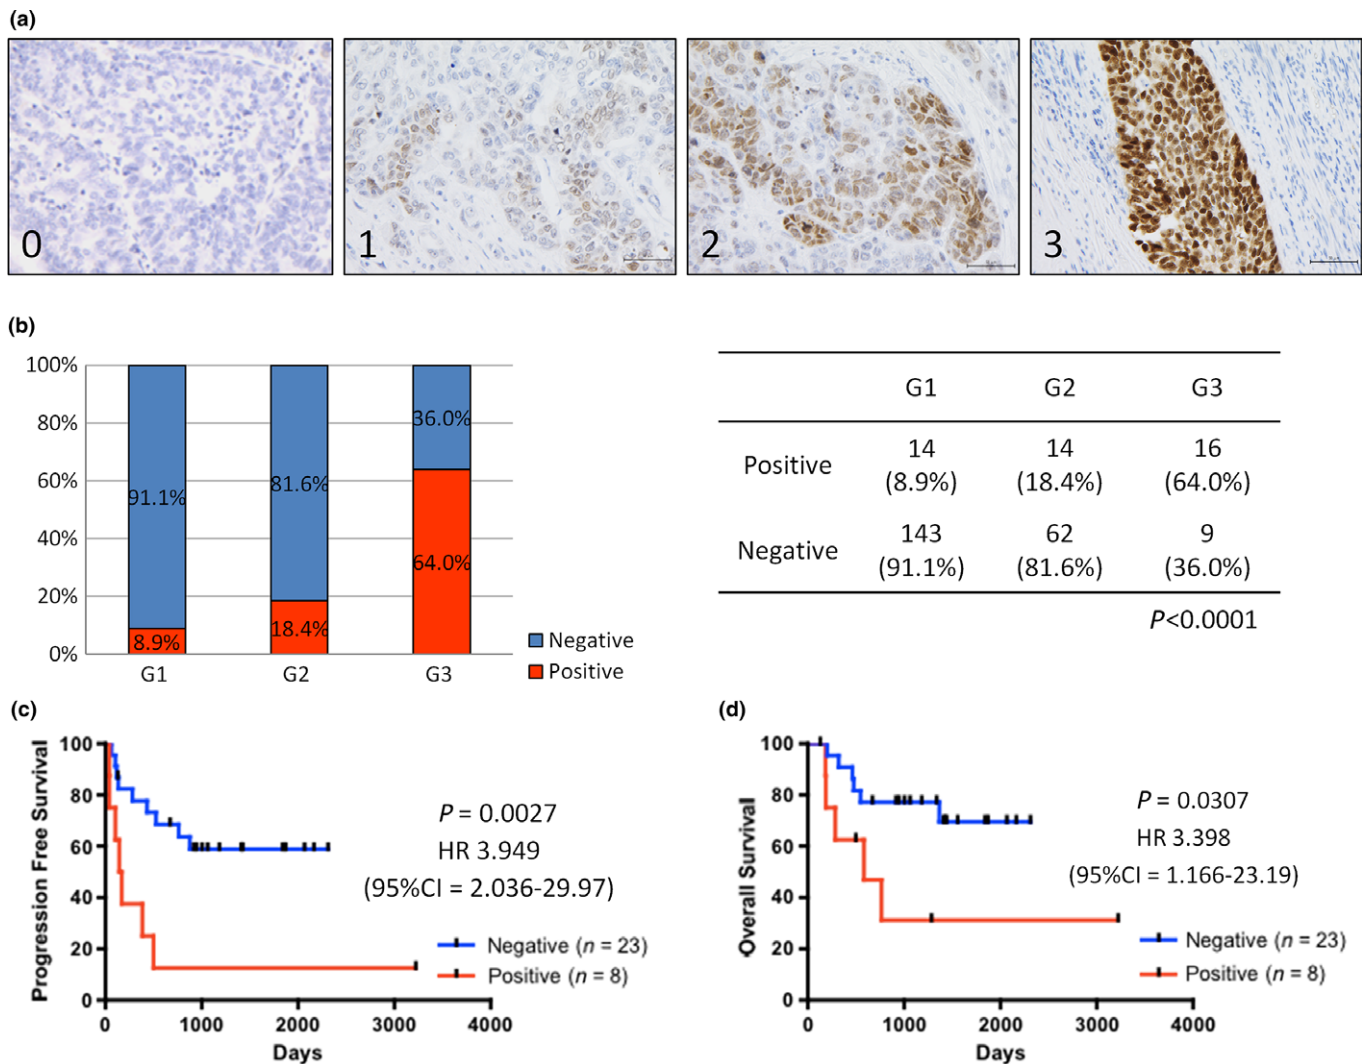 (a)
0
1
2
3
(b)
100%
80%
60%
40%
20%
0%
91.1%
8.9%
81.6%
18.4%
36.0%
64.0%
G1
G2
G3
Negative
Positive
G1 G2 G3
Positive 14 14 16
(8.9%) (18.4%) (64.0%)
Negative 143 62 9
(91.1%) (81.6%) (36.0%)
P<0.0001
(c)
Progression Free Survival
100
80
60
40
20
0
P = 0.0027
HR 3.949
(95%CI = 2.036-29.97)
Negative (n = 23)
Positive (n = 8)
0 1000 2000 3000 4000
Days
(d)
Overall Survival
100
80
60
40
20
0
P = 0.0307
HR 3.398
(95%CI = 1.166-23.19)
Negative (n = 23)
Positive (n = 8)
0 1000 2000 3000 4000
Days